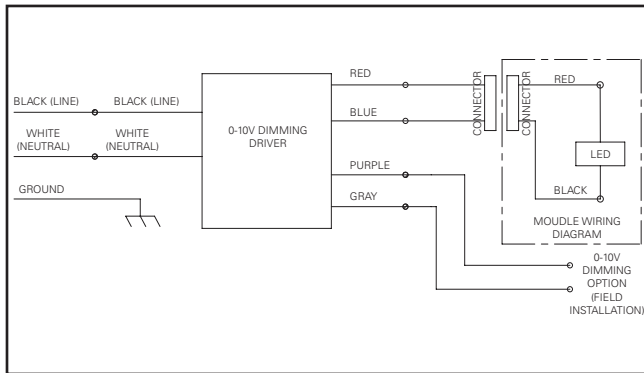 RED
BLACK (LINE) BLACK (LINE)
BLUE
WHITE
(NEUTRAL)
WHITE
(NEUTRAL)
0-10V DIMMING
DRIVER
GROUND
PURPLE
GRAY
CONNECTOR
CONNECTOR
RED
LED
BLACK
MOUDLE WIRING
DIAGRAM
0-10V
DIMMING
OPTION
(FIELD
INSTALLATION)